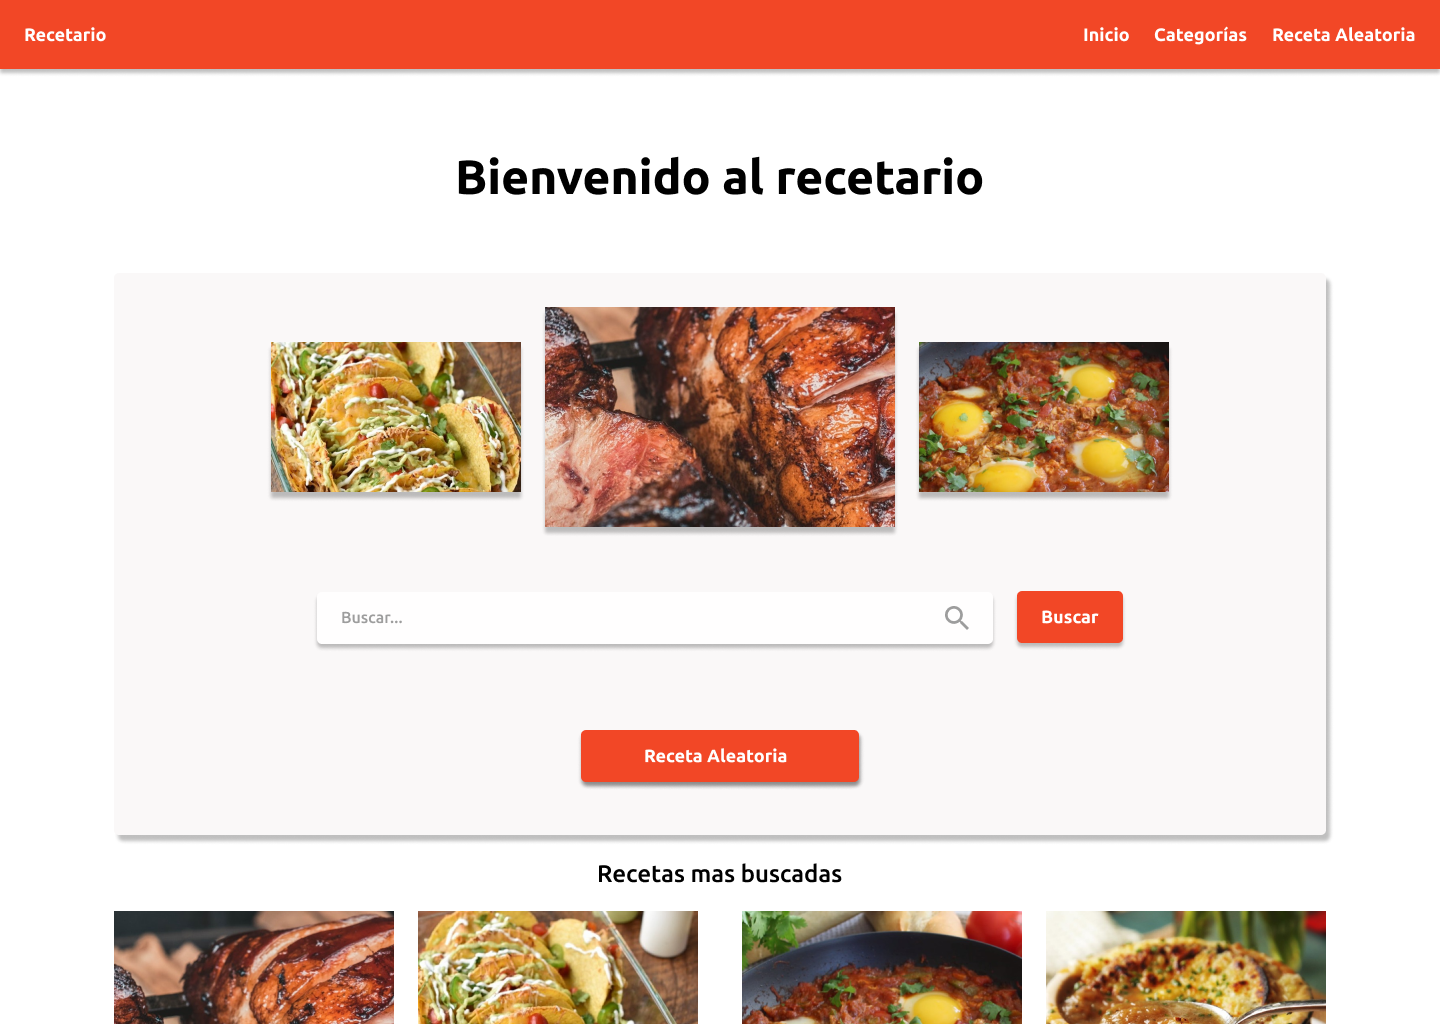 Recetario
Inicio Categorías Receta Aleatoria
Bienvenido al recetario
Buscar...
Buscar
Receta Aleatoria
Recetas mas buscadas